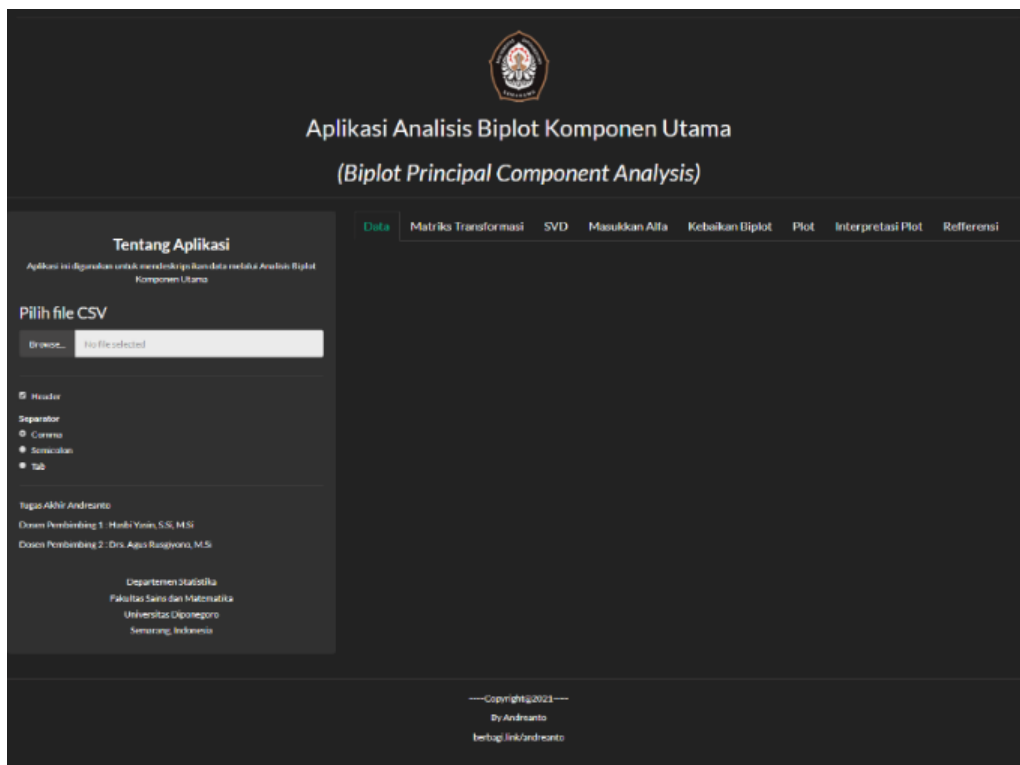 Aplikasi Analisis Biplot Komponen Utama
(Biplot Principal Component Analysis)
Data Matriks Transformasi SVD Masukkan Alfa Kebaikan Biplot Plot Interpretasi Plot Refferensi
Tentang Aplikasi
Aplikasi ini digunakan untuk mendeskripsikan data melalui Analisis Biplot
Komponen Utama
Pilih file CSV
Browse... No file selected
Header
Separator
Comma
Semicolon
Tab
Tugas Akhir Andreanto
Dosen Pembimbing 1 : Hasbi Yasin, S.Si, M.Si
Dosen Pembimbing 2 : Drs. Agus Rusgiyono, M.Si
Departemen Statistika
Fakultas Sains dan Matematika
Universitas Diponegoro
Semarang, Indonesia
----Copyright@2021----
By Andreanto
berbagi.link/andreanto